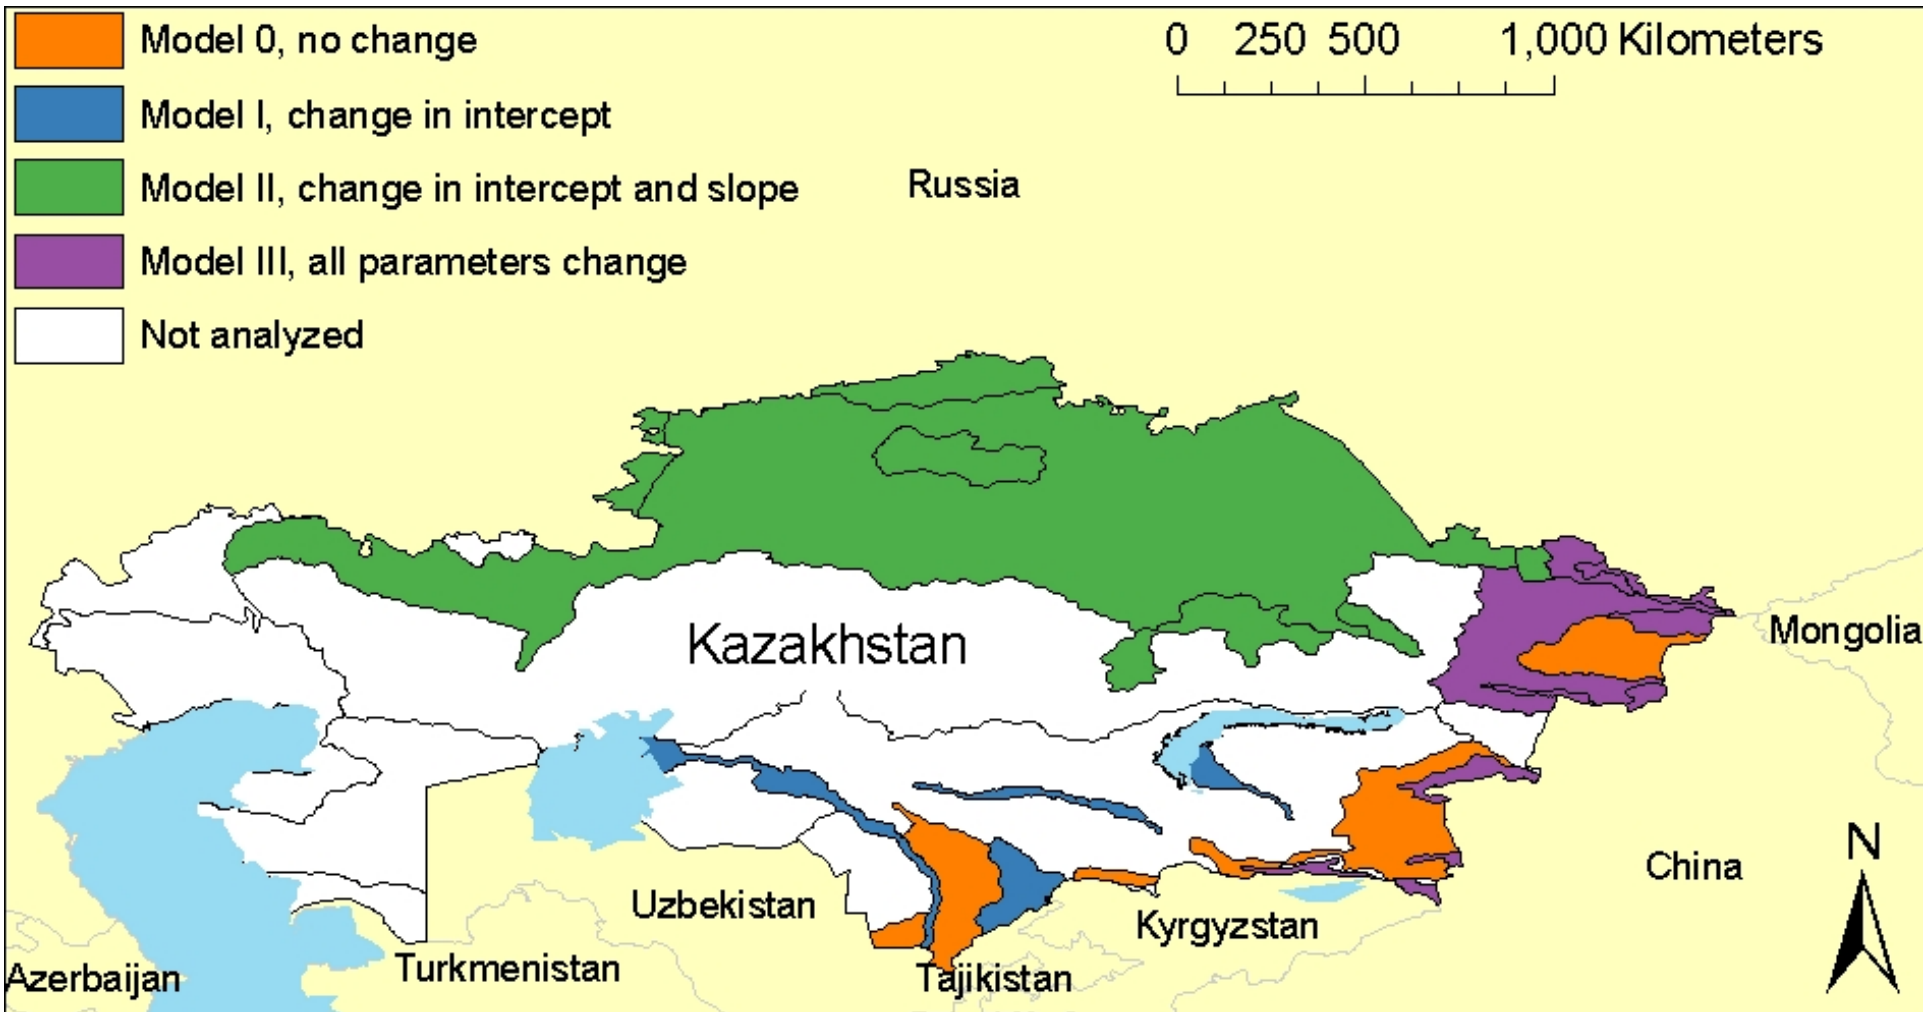 Model 0, no change
0 250 500 1,000 Kilometers
Model I, change in intercept
Model II, change in intercept and slope
Russia
Model III, all parameters change
Not analyzed
Kazakhstan
Mongolia
N
China
Uzbekistan
Kyrgyzstan
Turkmenistan
Azerbaijan
Tajikistan